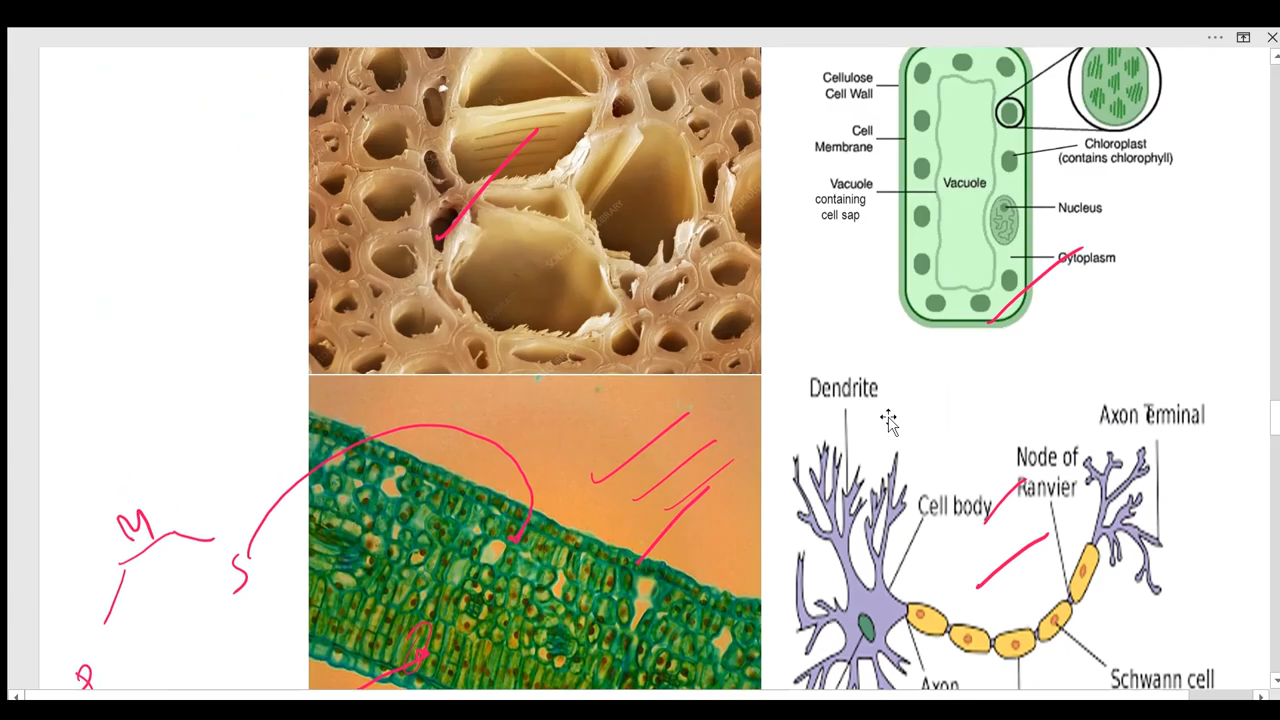 Cellulose
Cell Wall
Cell
Membrane
Vacuole
containing
cell sap
Vacuole
Chloroplast
(contains chlorophyll)
Nucleus
Cytoplasm
Dendrite
Axon Terminal
Node of
Ranvier
Cell body
Schwann cell
Axon
M
S